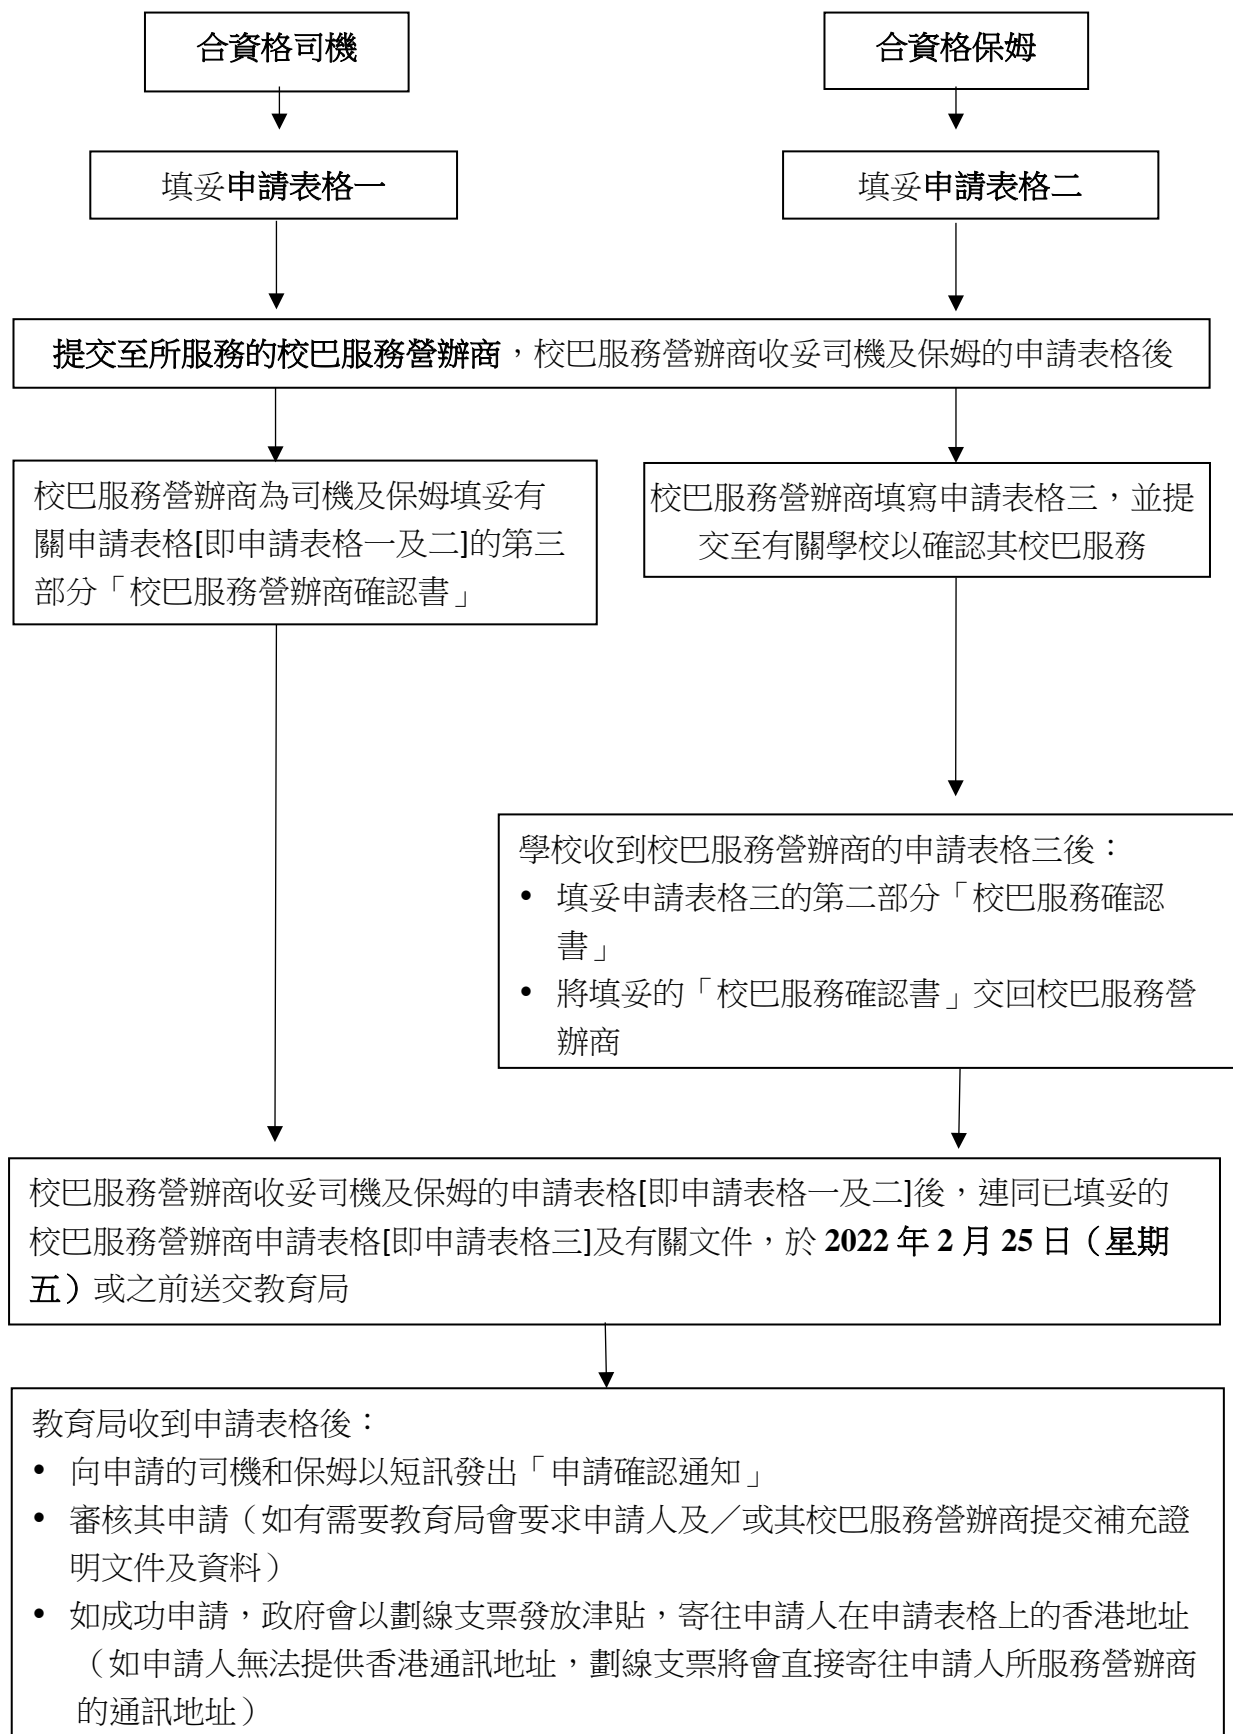 合資格司機
合資格保姆
填妥申請表格一
填妥申請表格二
提交至所服務的校巴服務營辦商，校巴服務營辦商收妥司機及保姆的申請表格後
校巴服務營辦商為司機及保姆填妥有
關申請表格[即申請表格一及二]的第三
部分「校巴服務營辦商確認書」
校巴服務營辦商填寫申請表格三，並提
交至有關學校以確認其校巴服務
學校收到校巴服務營辦商的申請表格三後：
• 填妥申請表格三的第二部分「校巴服務確認
書」
• 將填妥的「校巴服務確認書」交回校巴服務營
辦商
校巴服務營辦商收妥司機及保姆的申請表格[即申請表格一及二]後，連同已填妥的
校巴服務營辦商申請表格[即申請表格三]及有關文件，於 2022 年 2 月 25 日（星期
五）或之前送交教育局
教育局收到申請表格後：
• 向申請的司機和保姆以短訊發出「申請確認通知」
• 審核其申請（如有需要教育局會要求申請人及／或其校巴服務營辦商提交補充證
明文件及資料）
• 如成功申請，政府會以劃線支票發放津貼，寄往申請人在申請表格上的香港地址
（如申請人無法提供香港通訊地址，劃線支票將會直接寄往申請人所服務營辦商
的通訊地址）